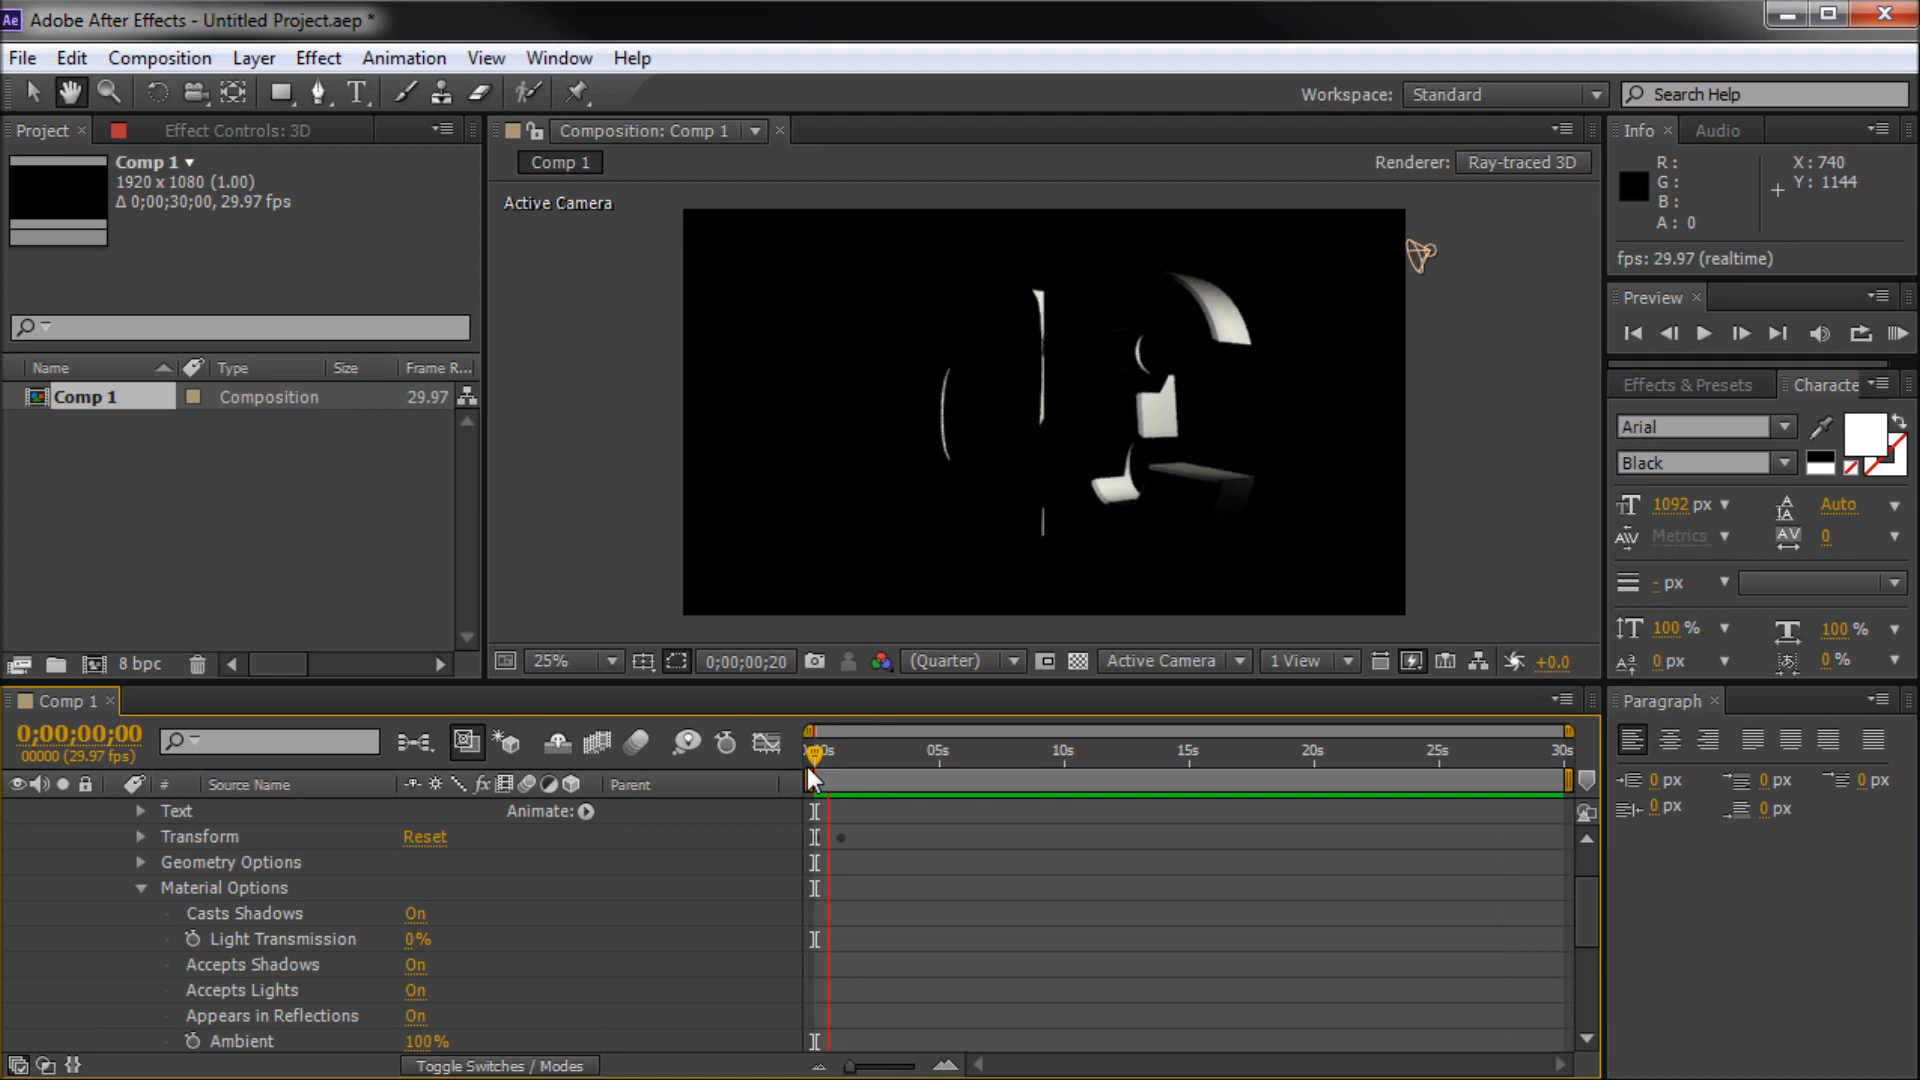 Ae Adobe After Effects - Untitled Project.aep *
File Edit Composition Layer Effect Animation View Window Help
Workspace: Standard Search Help
Project Effect Controls: 3D
Comp 1
1920 x 1080 (1.00)
Δ 0;00;30;00, 29.97 fps
Name Type Size Frame R...
Comp 1 Composition 29.97
8 bpc
Composition: Comp 1
Comp 1 Renderer: Ray-traced 3D
Active Camera
25% 0;00;00;20 (Quarter) Active Camera 1 View +0.0
Info Audio
R : X : 740
G : Y : 1144
B :
A : 0
fps: 29.97 (realtime)
Preview
Effects & Presets Characte
Arial
Black
1092 px Auto
Metrics 0
- px
100 % 100 %
0 px 0 %
Comp 1
0;00;00;00
00000 (29.97 fps)
05s 10s 15s 20s 25s 30s
# Source Name fx Parent
Text Animate:
Transform Reset
Geometry Options
Material Options
Casts Shadows On
Light Transmission 0%
Accepts Shadows On
Accepts Lights On
Appears in Reflections On
Ambient 100%
Toggle Switches / Modes
Paragraph
0 px 0 px 0 px
0 px 0 px